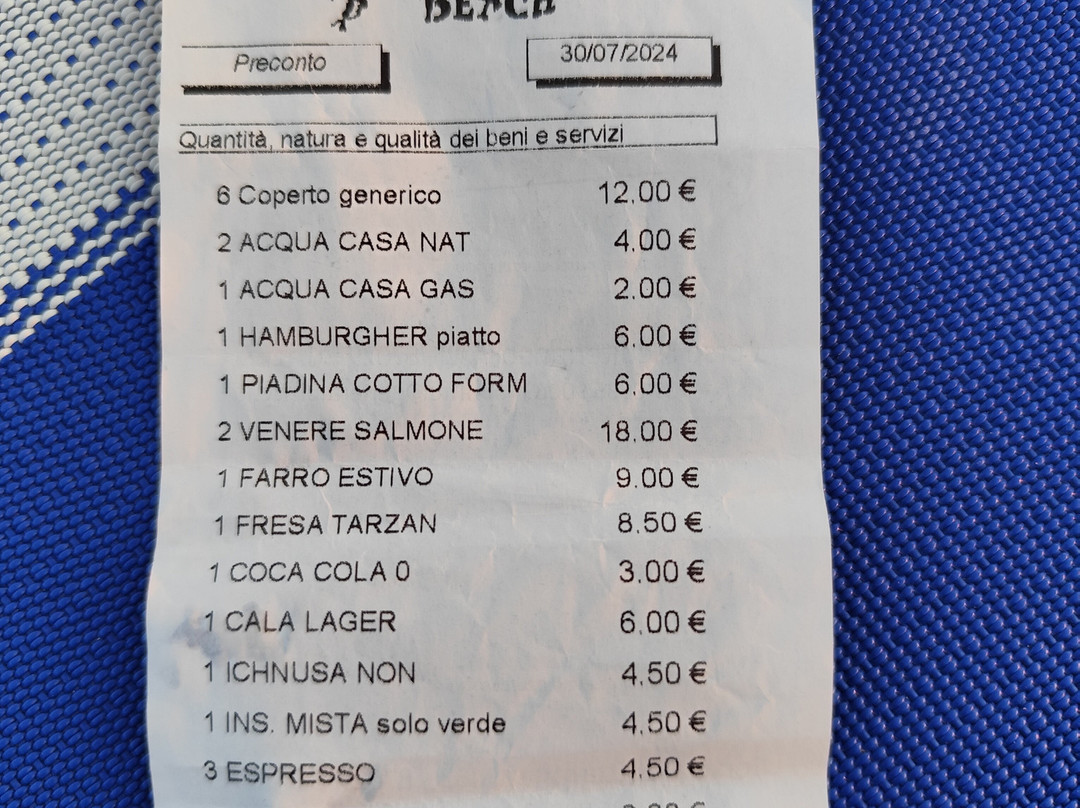 BEACH
Preconto
30/07/2024
Quantità, natura e qualità dei beni e servizi
6 Coperto generico 12.00 €
2 ACQUA CASA NAT 4.00 €
1 ACQUA CASA GAS 2.00 €
1 HAMBURGHER piatto 6.00 €
1 PIADINA COTTO FORM 6.00 €
2 VENERE SALMONE 18.00 €
1 FARRO ESTIVO 9.00 €
1 FRESA TARZAN 8.50 €
1 COCA COLA 0 3.00 €
1 CALA LAGER 6.00 €
1 ICHNUSA NON 4.50 €
1 INS. MISTA solo verde 4.50 €
3 ESPRESSO 4.50 €